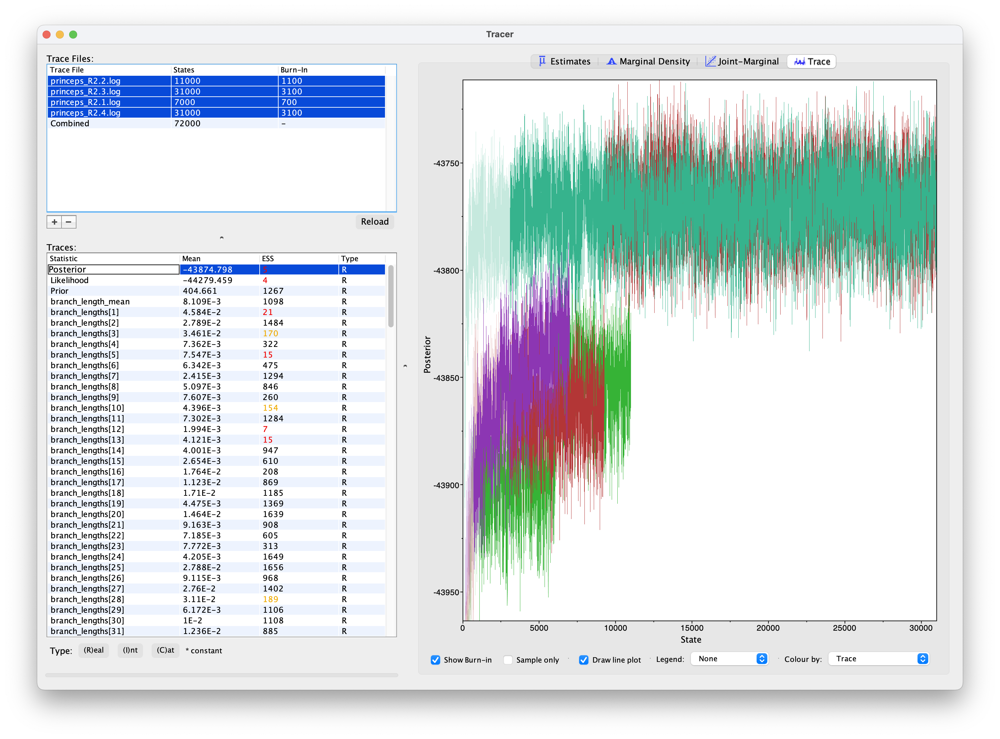 Tracer
Trace Files:
Trace File States Burn-In
princeps_R2.2.log 11000 1100
princeps_R2.3.log 31000 3100
princeps_R2.1.log 7000 700
princeps_R2.4.log 31000 3100
Combined 72000 –
+ −
Reload
Traces:
Statistic Mean ESS Type
Posterior -43874.798 5 R
Likelihood -44279.459 4 R
Prior 404.661 1267 R
branch_length_mean 8.109E-3 1098 R
branch_lengths[1] 4.584E-2 21 R
branch_lengths[2] 2.789E-2 1484 R
branch_lengths[3] 3.461E-2 170 R
branch_lengths[4] 7.362E-3 322 R
branch_lengths[5] 7.547E-3 15 R
branch_lengths[6] 6.342E-3 475 R
branch_lengths[7] 2.415E-3 1294 R
branch_lengths[8] 5.097E-3 846 R
branch_lengths[9] 7.607E-3 260 R
branch_lengths[10] 4.396E-3 154 R
branch_lengths[11] 7.302E-3 1284 R
branch_lengths[12] 1.994E-3 7 R
branch_lengths[13] 4.121E-3 15 R
branch_lengths[14] 4.001E-3 947 R
branch_lengths[15] 2.654E-3 610 R
branch_lengths[16] 1.764E-2 208 R
branch_lengths[17] 1.123E-2 869 R
branch_lengths[18] 1.71E-2 1185 R
branch_lengths[19] 4.475E-3 1369 R
branch_lengths[20] 1.464E-2 1639 R
branch_lengths[21] 9.163E-3 908 R
branch_lengths[22] 7.185E-3 605 R
branch_lengths[23] 7.772E-3 313 R
branch_lengths[24] 4.205E-3 1649 R
branch_lengths[25] 2.788E-2 1656 R
branch_lengths[26] 9.115E-3 968 R
branch_lengths[27] 2.76E-2 1402 R
branch_lengths[28] 3.11E-2 189 R
branch_lengths[29] 6.172E-3 1106 R
branch_lengths[30] 1E-2 1108 R
branch_lengths[31] 1.236E-2 885 R
Type: (R)eal (I)nt (C)at * constant
Estimates Marginal Density Joint-Marginal Trace
-43750
-43800
-43850
-43900
-43950
Posterior
0 5000 10000 15000 20000 25000 30000
State
Show Burn-in Sample only Draw line plot Legend: None Colour by: Trace